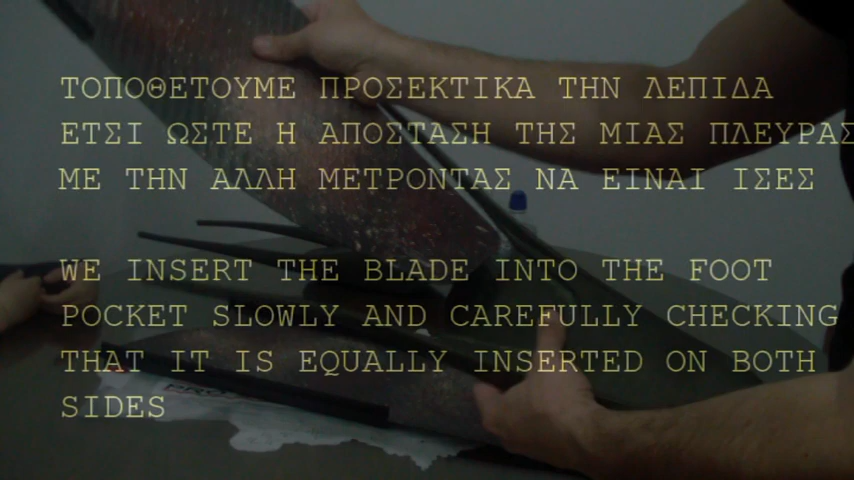 ΤΟΠΟΘΕΤΟΥΜΕ ΠΡΟΣΕΚΤΙΚΑ ΤΗΝ ΛΕΠΙΔΑ
ΕΤΣΙ ΩΣΤΕ Η ΑΠΟΣΤΑΣΗ ΤΗΣ ΜΙΑΣ ΠΛΕΥΡΑΣ
ΜΕ ΤΗΝ ΑΛΛΗ ΜΕΤΡΟΝΤΑΣ ΝΑ ΕΙΝΑΙ ΙΣΕΣ
WE INSERT THE BLADE INTO THE FOOT
POCKET SLOWLY AND CAREFULLY CHECKING
THAT IT IS EQUALLY INSERTED ON BOTH
SIDES